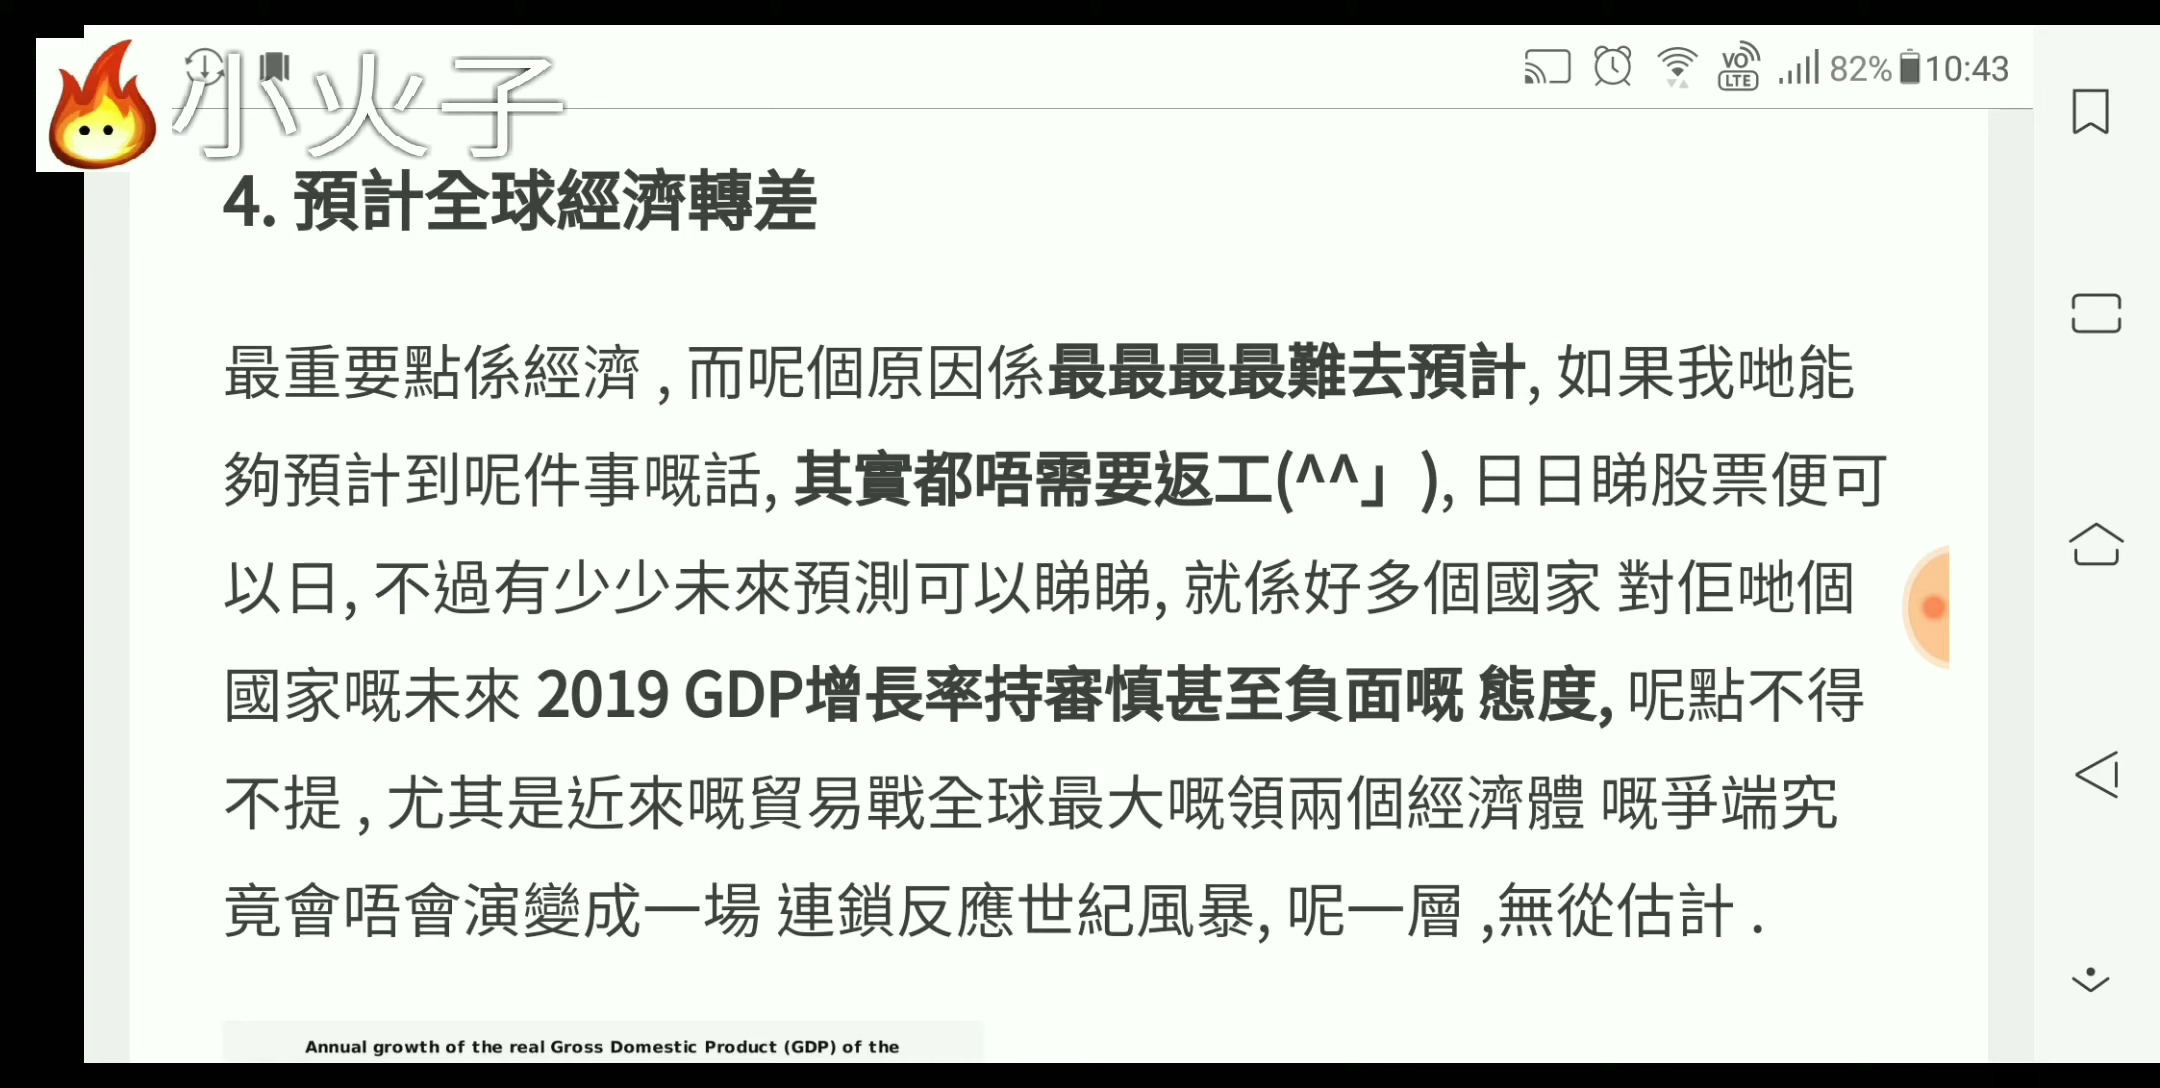 小火子
82% 10:43
VO LTE
4. 預計全球經濟轉差
最重要點係經濟 , 而呢個原因係最最最最難去預計, 如果我哋能
夠預計到呢件事嘅話, 其實都唔需要返工(^^」), 日日睇股票便可
以日, 不過有少少未來預測可以睇睇, 就係好多個國家 對佢哋個
國家嘅未來 2019 GDP增長率持審慎甚至負面嘅 態度, 呢點不得
不提 , 尤其是近來嘅貿易戰全球最大嘅領兩個經濟體 嘅爭端究
竟會唔會演變成一場 連鎖反應世紀風暴, 呢一層 ,無從估計 .
Annual growth of the real Gross Domestic Product (GDP) of the